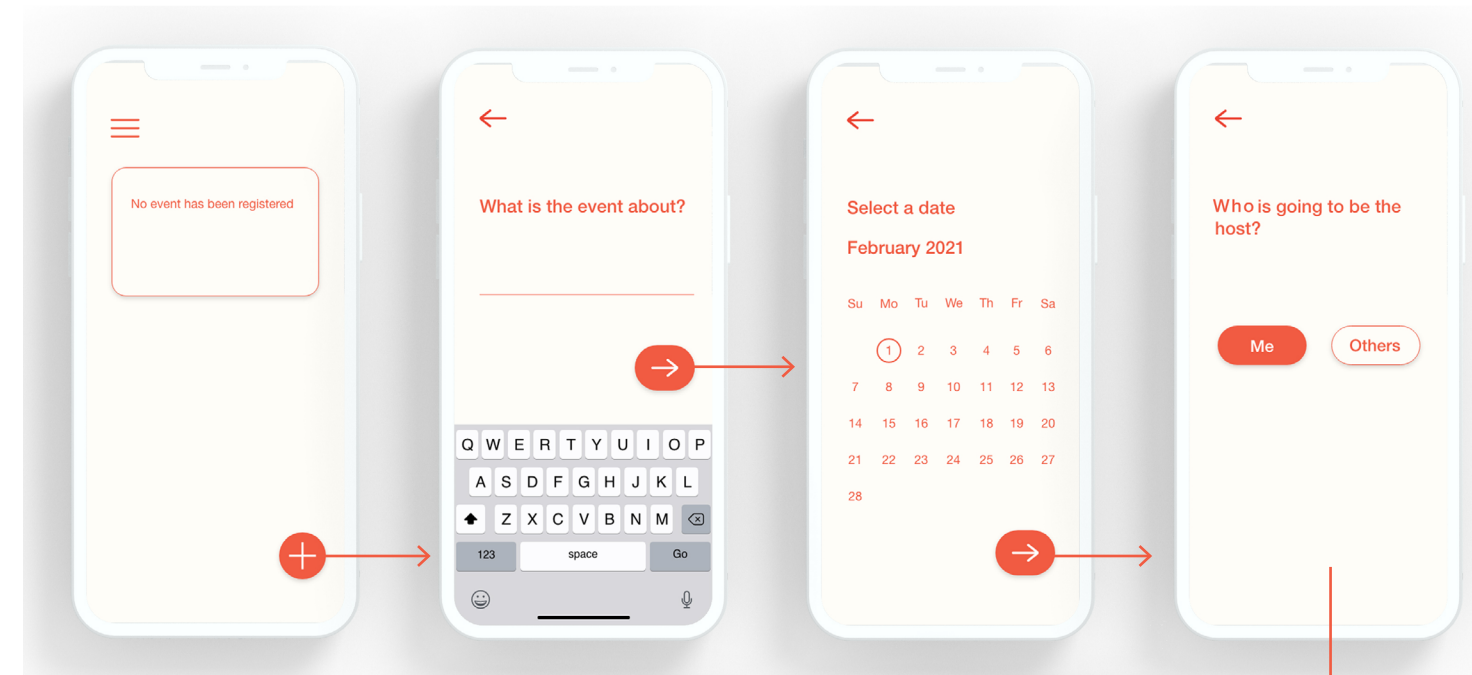 No event has been registered
What is the event about?
Q W E R T Y U I O P
A S D F G H J K L
Z X C V B N M
123 space Go
Select a date
February 2021
Su Mo Tu We Th Fr Sa
1 2 3 4 5 6
7 8 9 10 11 12 13
14 15 16 17 18 19 20
21 22 23 24 25 26 27
28
Who is going to be the
host?
Me Others